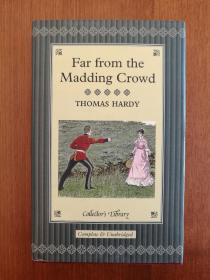 Far from the
Madding Crowd
THOMAS HARDY
Collector's Library
Complete & Unabridged